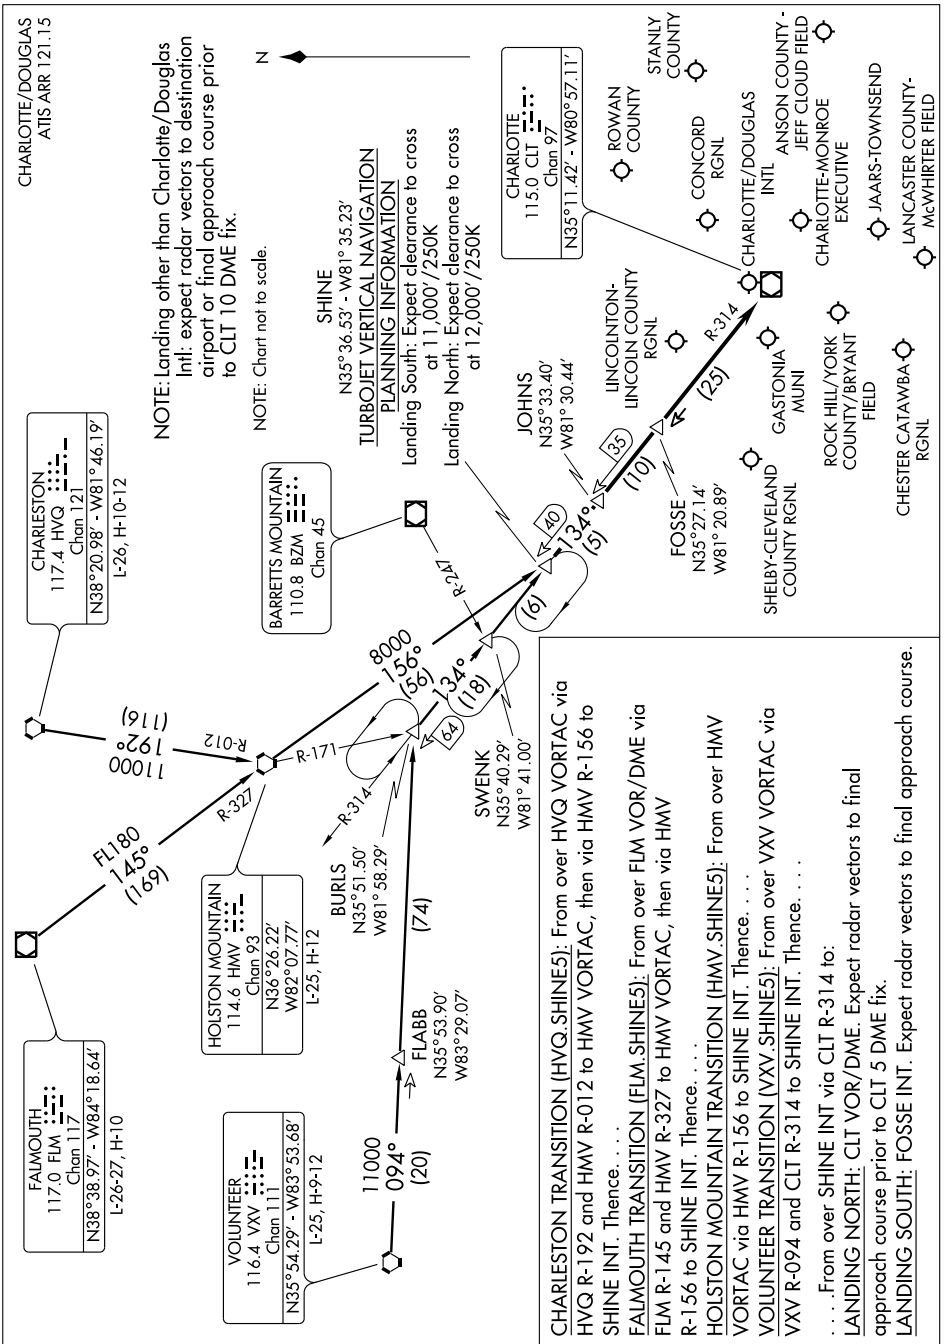 CHARLOTTE/DOUGLAS
ATIS ARR 121.15
NOTE: Landing other than Charlotte/Douglas
Intl: expect radar vectors to destination
airport or final approach course prior
to CLT 10 DME fix.
NOTE: Chart not to scale.
N
SHINE
N35°36.53' - W81° 35.23'
TURBOJET VERTICAL NAVIGATION
PLANNING INFORMATION
Landing South: Expect clearance to cross
at 11,000'/250K
Landing North: Expect clearance to cross
at 12,000'/250K
FALMOUTH
117.0 FLM
Chan 117
N38°38.97' - W84°18.64'
L-26-27, H-10
CHARLESTON
117.4 HVQ
Chan 121
N38°20.98' - W81°46.19'
L-26, H-10-12
FL180
145°
(169)
R-327
11000
192°
(116)
R-012
HOLSTON MOUNTAIN
114.6 HMV
Chan 93
N36°26.22'
W82°07.77'
L-25, H-12
BARRETTS MOUNTAIN
110.8 BZM
Chan 45
VOLUNTEER
116.4 VXV
Chan 111
N35°54.29' - W83°53.68'
L-25, H-9-12
11000
094°
(20)
FLABB
N35°53.90'
W83°29.07'
(74)
BURLS
N35°51.50'
W81°58.29'
R-314
R-171
64
8000
156°
(56)
134°
(18)
SWENK
N35°40.29'
W81°41.00'
R-247
(6)
40
134°
(5)
JOHNS
N35°33.40'
W81°30.44'
35
(10)
FOSSE
N35°27.14'
W81°20.89'
(25)
R-314
CHARLOTTE
115.0 CLT
Chan 97
N35°11.42' - W80°57.11'
STANLY
COUNTY
ROWAN
COUNTY
CONCORD
RGNL
CHARLOTTE/DOUGLAS
INTL
ANSON COUNTY -
JEFF CLOUD FIELD
CHARLOTTE-MONROE
EXECUTIVE
JAARS-TOWNSEND
LANCASTER COUNTY-
McWHIRTER FIELD
LINCOLNTON-
LINCOLN COUNTY
RGNL
GASTONIA
MUNI
SHELBY-CLEVELAND
COUNTY RGNL
ROCK HILL/YORK
COUNTY/BRYANT
FIELD
CHESTER CATAWBA
RGNL
CHARLESTON TRANSITION (HVQ.SHINE5): From over HVQ VORTAC via
HVQ R-192 and HMV R-012 to HMV VORTAC, then via HMV R-156 to
SHINE INT. Thence. . . .
FALMOUTH TRANSITION (FLM.SHINE5): From over FLM VOR/DME via
FLM R-145 and HMV R-327 to HMV VORTAC, then via HMV
R-156 to SHINE INT. Thence. . . .
HOLSTON MOUNTAIN TRANSITION (HMV.SHINE5): From over HMV
VORTAC via HMV R-156 to SHINE INT. Thence. . . .
VOLUNTEER TRANSITION (VXV.SHINE5): From over VXV VORTAC via
VXV R-094 and CLT R-314 to SHINE INT. Thence. . . .
. . . .From over SHINE INT via CLT R-314 to:
LANDING NORTH: CLT VOR/DME. Expect radar vectors to final
approach course prior to CLT 5 DME fix.
LANDING SOUTH: FOSSE INT. Expect radar vectors to final approach course.